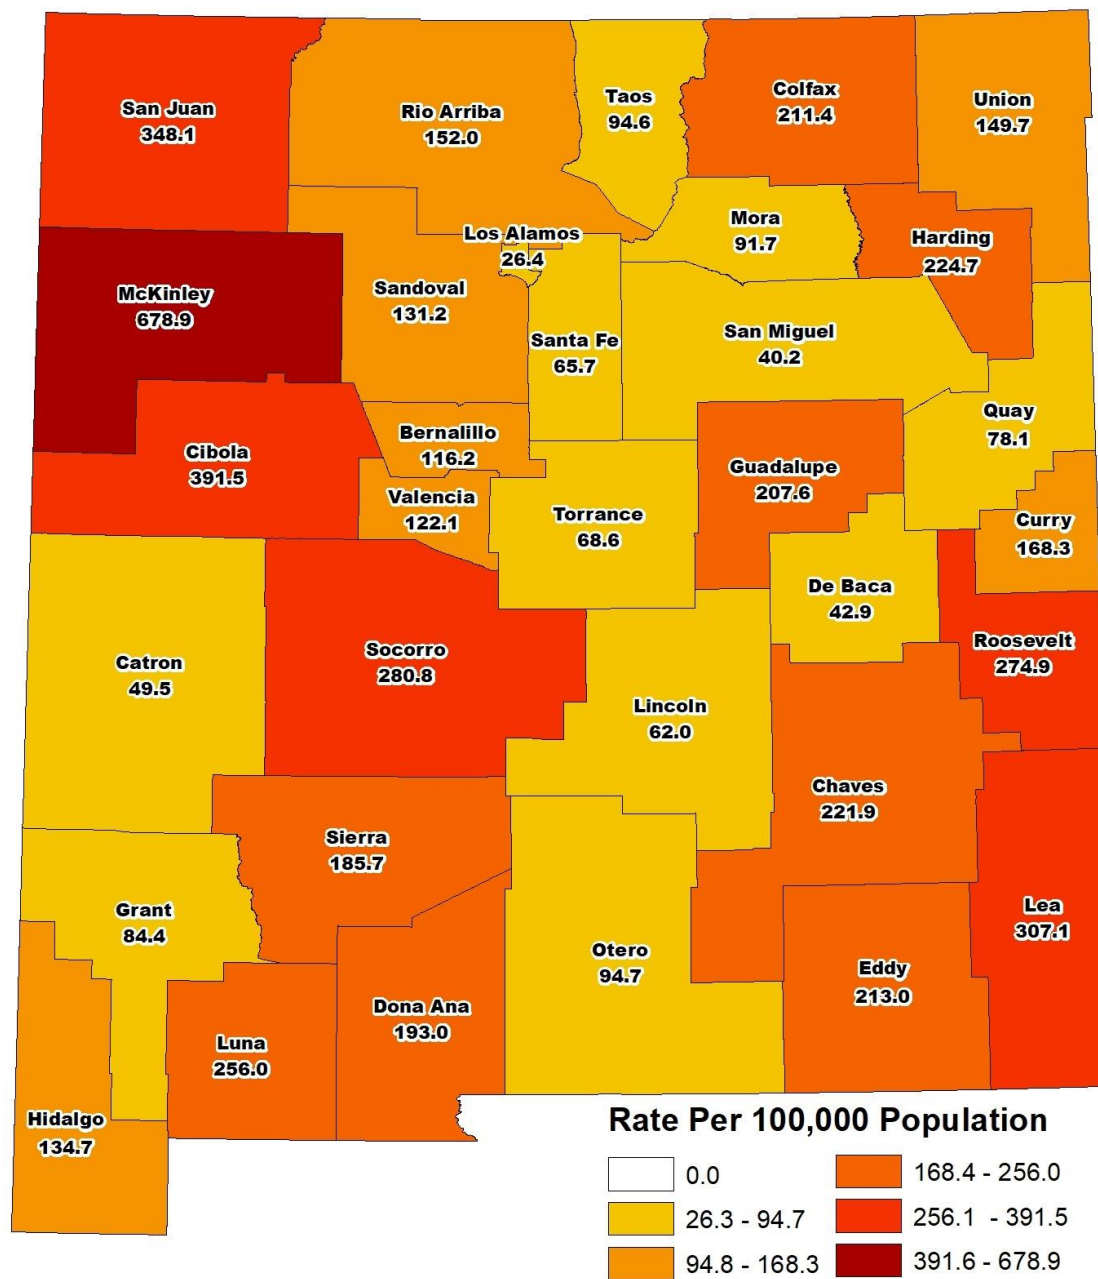 San Juan
348.1
Rio Arriba
152.0
Taos
94.6
Colfax
211.4
Union
149.7
Los Alamos
26.4
Mora
91.7
Harding
224.7
McKinley
678.9
Sandoval
131.2
Santa Fe
65.7
San Miguel
40.2
Quay
78.1
Cibola
391.5
Bernalillo
116.2
Valencia
122.1
Torrance
68.6
Guadalupe
207.6
Curry
168.3
De Baca
42.9
Roosevelt
274.9
Catron
49.5
Socorro
280.8
Lincoln
62.0
Chaves
221.9
Sierra
185.7
Grant
84.4
Otero
94.7
Lea
307.1
Eddy
213.0
Dona Ana
193.0
Luna
256.0
Hidalgo
134.7
Rate Per 100,000 Population
0.0
26.3 - 94.7
94.8 - 168.3
168.4 - 256.0
256.1 - 391.5
391.6 - 678.9